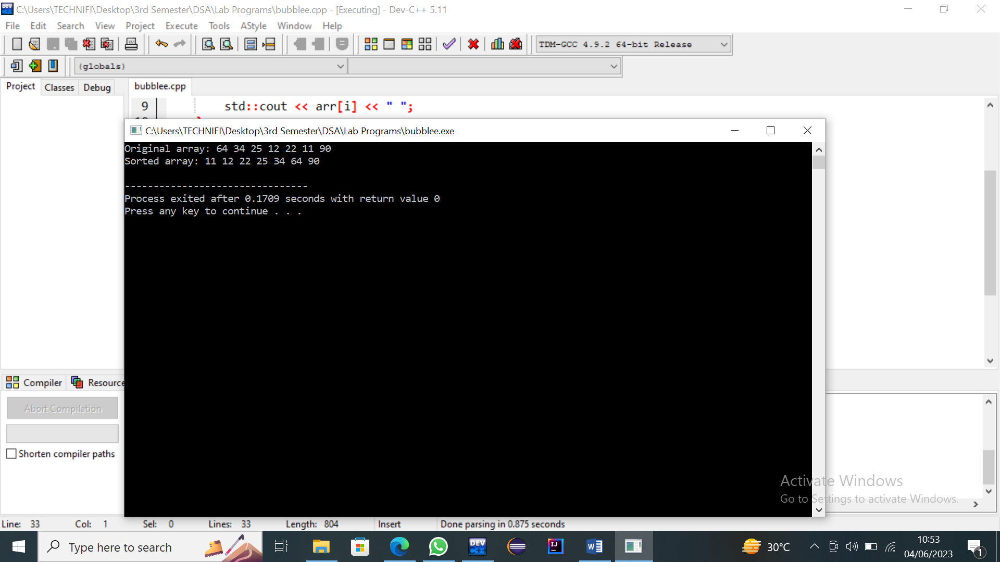 C:\Users\TECHNIFI\Desktop\3rd Semester\DSA\Lab Programs\bubblee.cpp - [Executing] - Dev-C++ 5.11
File Edit Search View Project Execute Tools AStyle Window Help
TDM-GCC 4.9.2 64-bit Release
(globals)
Project Classes Debug bubblee.cpp
9 std::cout << arr[i] << " ";
C:\Users\TECHNIFI\Desktop\3rd Semester\DSA\Lab Programs\bubblee.exe
Original array: 64 34 25 12 22 11 90
Sorted array: 11 12 22 25 34 64 90
--------------------------------
Process exited after 0.1709 seconds with return value 0
Press any key to continue . . .
Compiler Resource
Abort Compilation
Shorten compiler paths
Activate Windows
Go to Settings to activate Windows.
Line: 33 Col: 1 Sel: 0 Lines: 33 Length: 804 Insert Done parsing in 0.875 seconds
Type here to search
DEV C++
IJ
W
30°C
10:53
04/06/2023
1